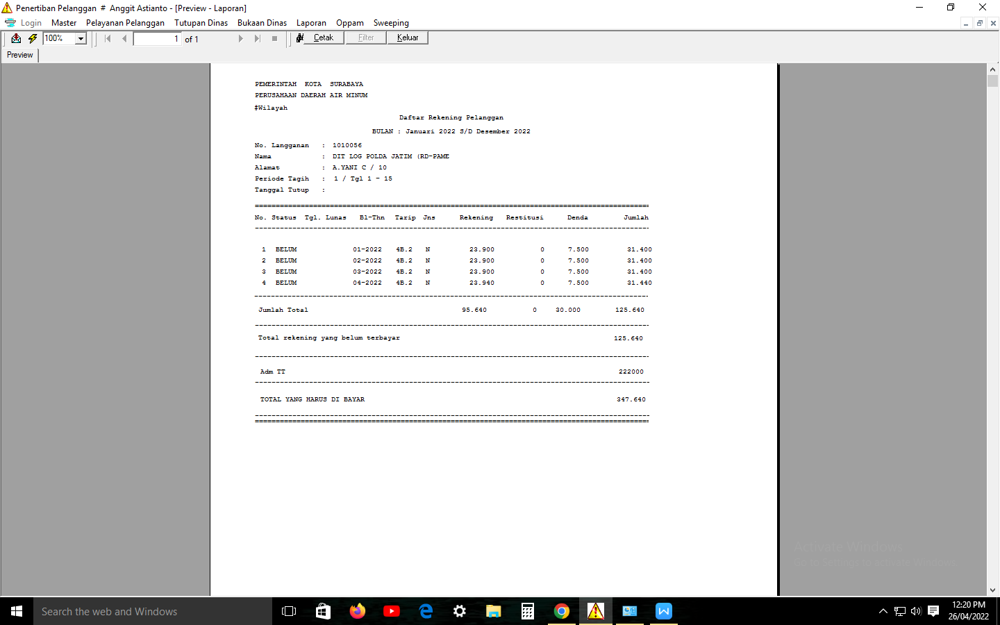 Penertiban Pelanggan # Anggit Astianto - [Preview - Laporan]
Login Master Pelayanan Pelanggan Tutupan Dinas Bukaan Dinas Laporan Oppam Sweeping
100% 1 of 1 Cetak Filter Keluar
Preview
PEMERINTAH KOTA SURABAYA
PERUSAHAAN DAERAH AIR MINUM
‡Wilayah
Daftar Rekening Pelanggan
BULAN : Januari 2022 S/D Desember 2022
No. Langganan : 1010056
Nama : DIT LOG POLDA JATIM (RD-PAME
Alamat : A.YANI C / 10
Periode Tagih : 1 / Tgl 1 - 15
Tanggal Tutup :
No. Status Tgl. Lunas Bl-Thn Tarip Jns Rekening Restitusi Denda Jumlah
1 BELUM 01-2022 4B.2 N 23.900 0 7.500 31.400
2 BELUM 02-2022 4B.2 N 23.900 0 7.500 31.400
3 BELUM 03-2022 4B.2 N 23.900 0 7.500 31.400
4 BELUM 04-2022 4B.2 N 23.940 0 7.500 31.440
Jumlah Total 95.640 0 30.000 125.640
Total rekening yang belum terbayar 125.640
Adm TT 222000
TOTAL YANG HARUS DI BAYAR 347.640
Activate Windows
Go to Settings to activate Windows.
Search the web and Windows
12:20 PM
26/04/2022